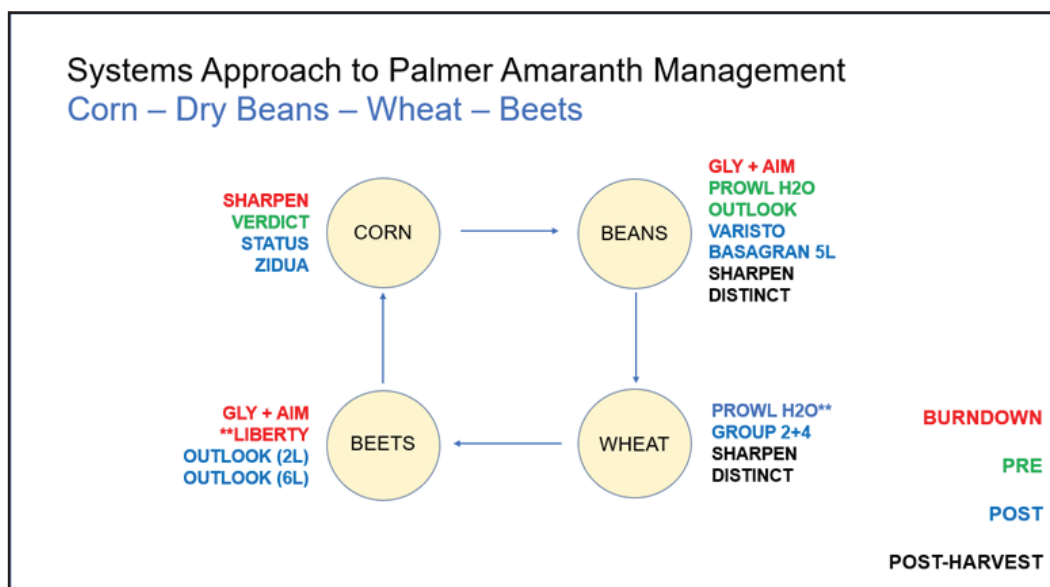 Systems Approach to Palmer Amaranth Management
Corn – Dry Beans – Wheat – Beets
SHARPEN
VERDICT
STATUS
ZIDUA
CORN
BEANS
GLY + AIM
PROWL H2O
OUTLOOK
VARISTO
BASAGRAN 5L
SHARPEN
DISTINCT
GLY + AIM
**LIBERTY
OUTLOOK (2L)
OUTLOOK (6L)
BEETS
WHEAT
PROWL H2O**
GROUP 2+4
SHARPEN
DISTINCT
BURNDOWN
PRE
POST
POST-HARVEST